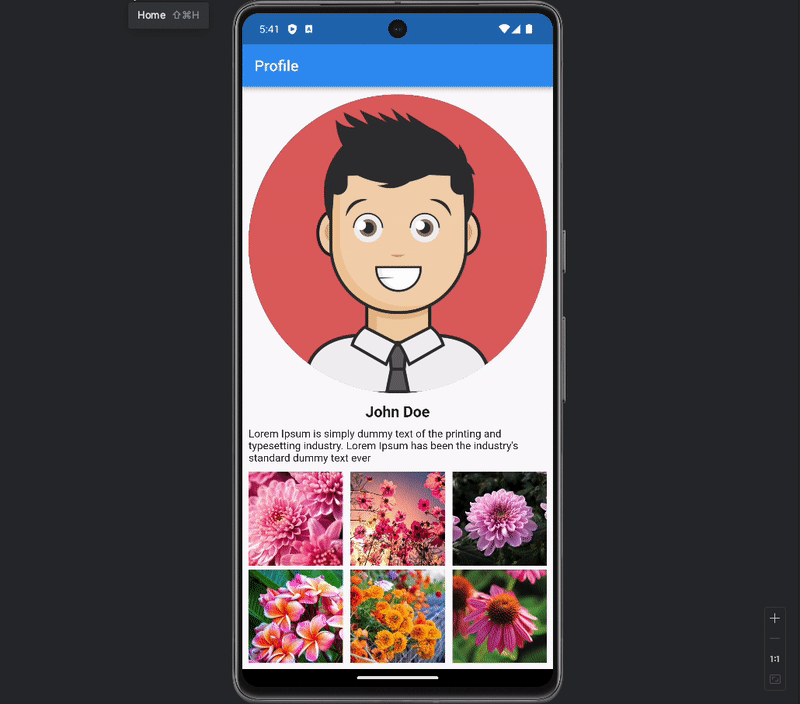 Home ⇧⌘H
5:41
Profile
John Doe
Lorem Ipsum is simply dummy text of the printing and
typesetting industry. Lorem Ipsum has been the industry's
standard dummy text ever
1:1